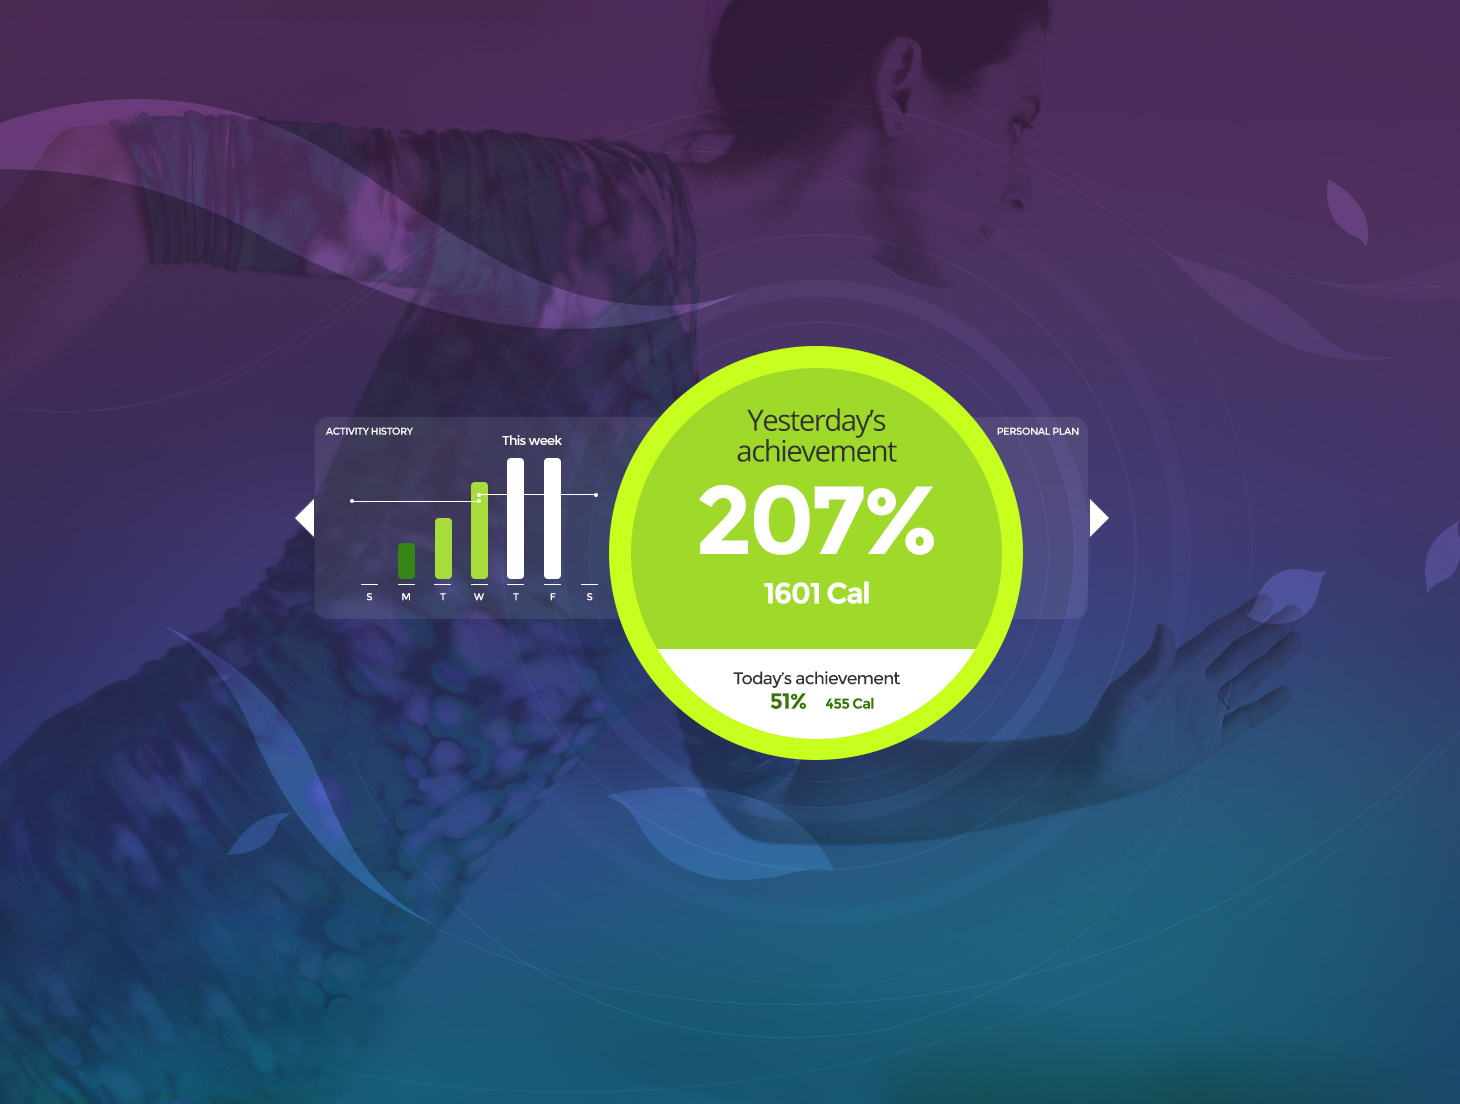 ACTIVITY HISTORY
This week
S M T W T F S
Yesterday's
achievement
207%
1601 Cal
Today's achievement
51% 455 Cal
PERSONAL PLAN